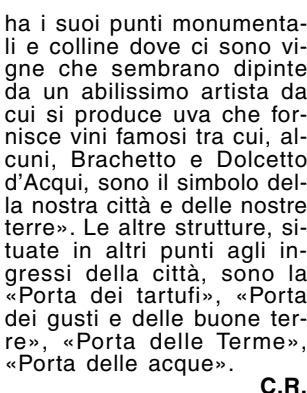 ha i suoi punti monumenta-
li e colline dove ci sono vi-
gne che sembrano dipinte
da un abilissimo artista da
cui si produce uva che for-
nisce vini famosi tra cui, al-
cuni, Brachetto e Dolcetto
d'Acqui, sono il simbolo del-
la nostra città e delle nostre
terre». Le altre strutture, si-
tuate in altri punti agli in-
gressi della città, sono la
«Porta dei tartufi», «Porta
dei gusti e delle buone ter-
re», «Porta delle Terme»,
«Porta delle acque».
C.R.